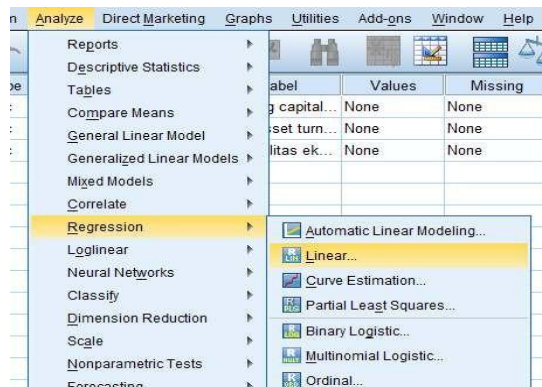 Analyze Direct Marketing Graphs Utilities Add-ons Window Help
Reports
Descriptive Statistics
Tables
Compare Means
General Linear Model
Generalized Linear Models
Mixed Models
Correlate
Regression
Loglinear
Neural Networks
Classify
Dimension Reduction
Scale
Nonparametric Tests
Forecasting
abel Values Missing
g capital... None None
sset turn... None None
litas ek... None None
Automatic Linear Modeling...
Linear...
Curve Estimation...
Partial Least Squares...
Binary Logistic...
Multinomial Logistic...
Ordinal...